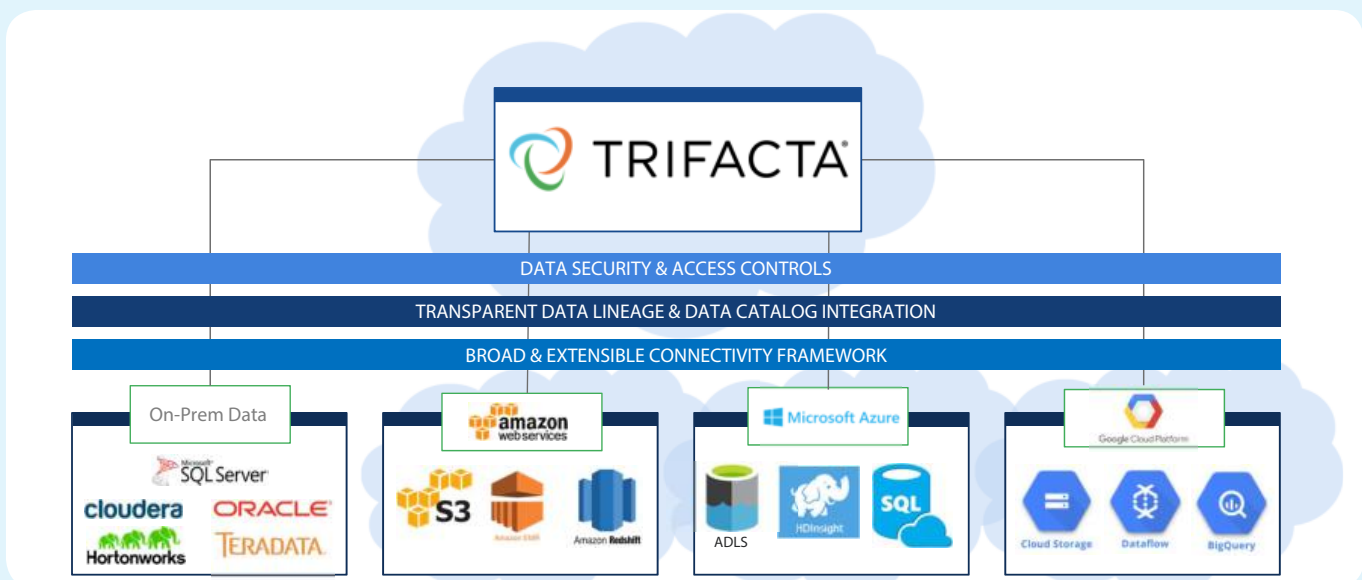 TRIFACTA®
DATA SECURITY & ACCESS CONTROLS
TRANSPARENT DATA LINEAGE & DATA CATALOG INTEGRATION
BROAD & EXTENSIBLE CONNECTIVITY FRAMEWORK
On-Prem Data
Microsoft
SQL Server
cloudera
ORACLE®
Hortonworks
TERADATA.
amazon
webservices
S3
Amazon EMR
Amazon Redshift
Microsoft Azure
ADLS
HDInsight
SQL
Google Cloud Platform
Cloud Storage
Dataflow
BigQuery